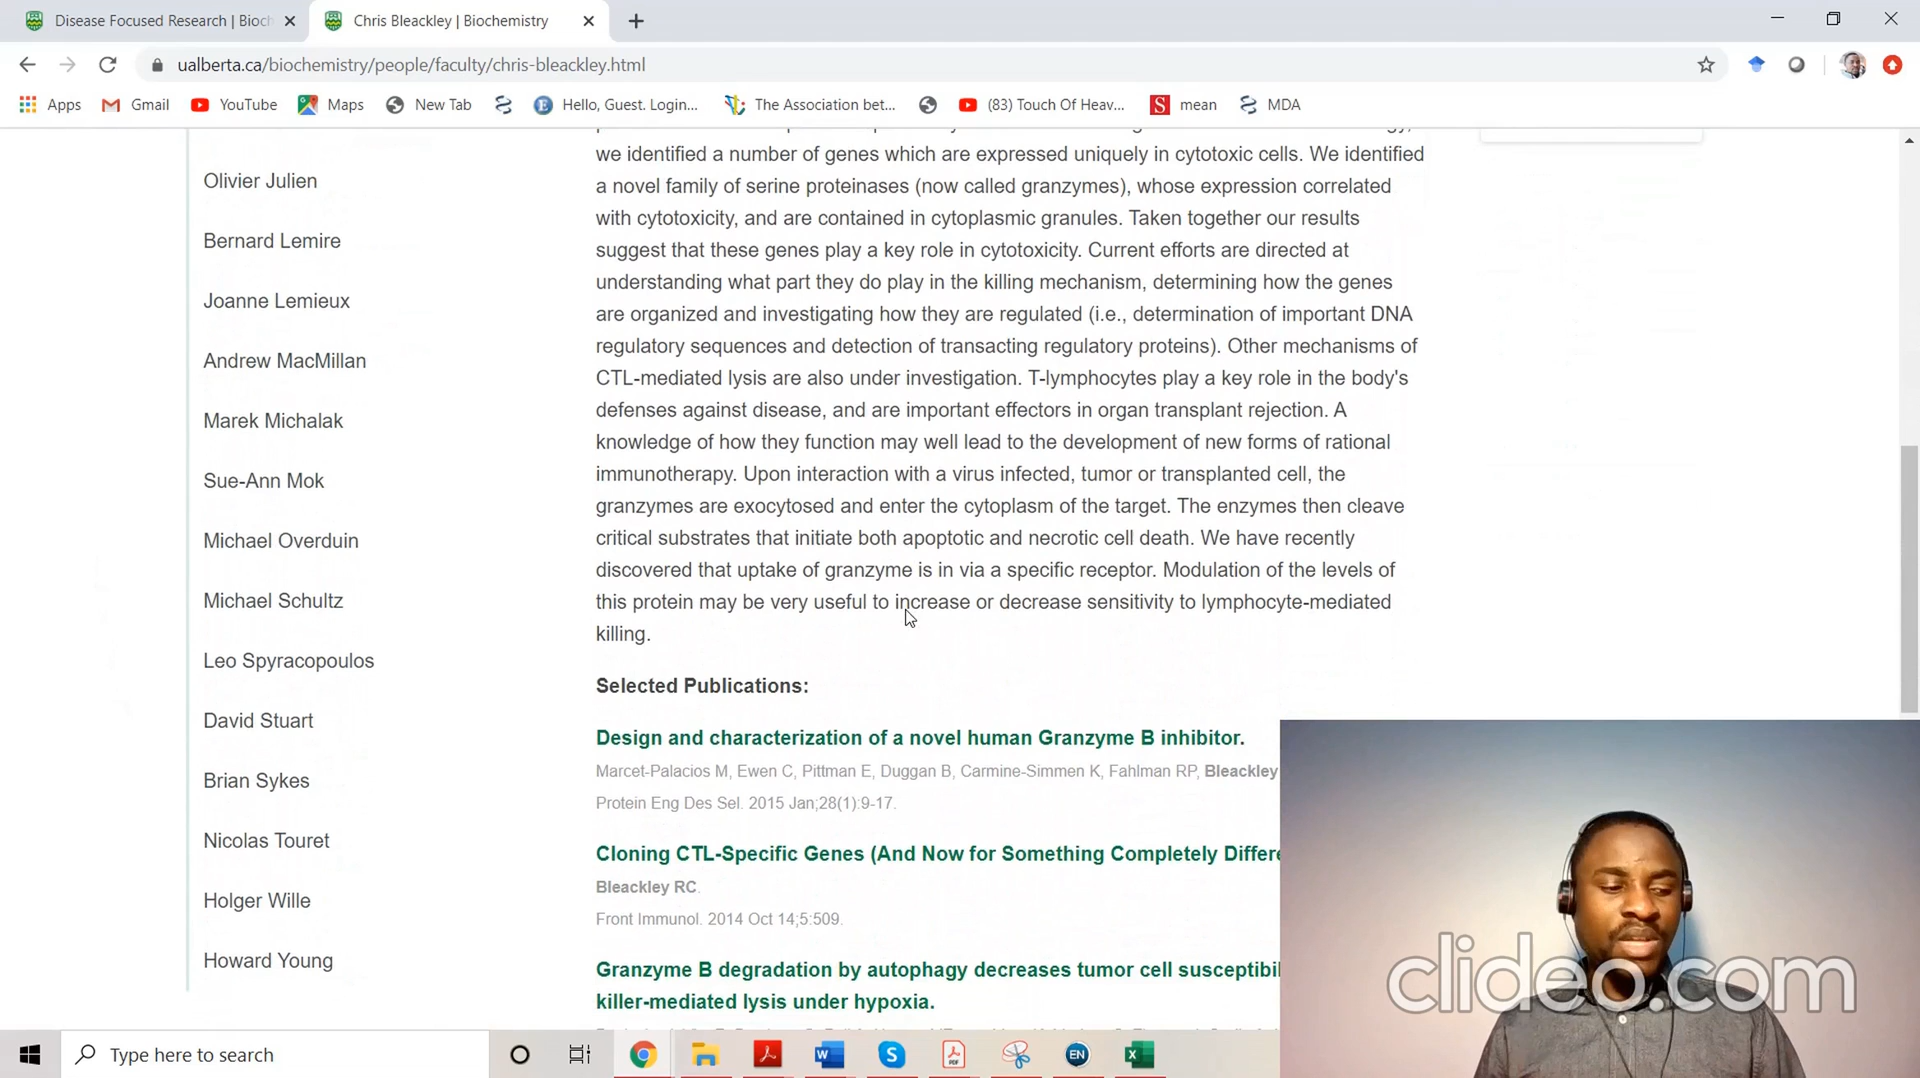 Disease Focused Research | Bioch
Chris Bleackley | Biochemistry
ualberta.ca/biochemistry/people/faculty/chris-bleackley.html
Apps
Gmail
YouTube
Maps
New Tab
Hello, Guest. Login...
The Association bet...
(83) Touch Of Heav...
S mean
MDA
Olivier Julien
Bernard Lemire
Joanne Lemieux
Andrew MacMillan
Marek Michalak
Sue-Ann Mok
Michael Overduin
Michael Schultz
Leo Spyracopoulos
David Stuart
Brian Sykes
Nicolas Touret
Holger Wille
Howard Young
we identified a number of genes which are expressed uniquely in cytotoxic cells. We identified
a novel family of serine proteinases (now called granzymes), whose expression correlated
with cytotoxicity, and are contained in cytoplasmic granules. Taken together our results
suggest that these genes play a key role in cytotoxicity. Current efforts are directed at
understanding what part they do play in the killing mechanism, determining how the genes
are organized and investigating how they are regulated (i.e., determination of important DNA
regulatory sequences and detection of transacting regulatory proteins). Other mechanisms of
CTL-mediated lysis are also under investigation. T-lymphocytes play a key role in the body's
defenses against disease, and are important effectors in organ transplant rejection. A
knowledge of how they function may well lead to the development of new forms of rational
immunotherapy. Upon interaction with a virus infected, tumor or transplanted cell, the
granzymes are exocytosed and enter the cytoplasm of the target. The enzymes then cleave
critical substrates that initiate both apoptotic and necrotic cell death. We have recently
discovered that uptake of granzyme is in via a specific receptor. Modulation of the levels of
this protein may be very useful to increase or decrease sensitivity to lymphocyte-mediated
killing.
Selected Publications:
Design and characterization of a novel human Granzyme B inhibitor.
Marcet-Palacios M, Ewen C, Pittman E, Duggan B, Carmine-Simmen K, Fahlman RP, Bleackley
Protein Eng Des Sel. 2015 Jan;28(1):9-17.
Cloning CTL-Specific Genes (And Now for Something Completely Differe
Bleackley RC.
Front Immunol. 2014 Oct 14;5:509.
Granzyme B degradation by autophagy decreases tumor cell susceptibil
killer-mediated lysis under hypoxia.
clideo.com
Type here to search
W
S
PDF
EN
X